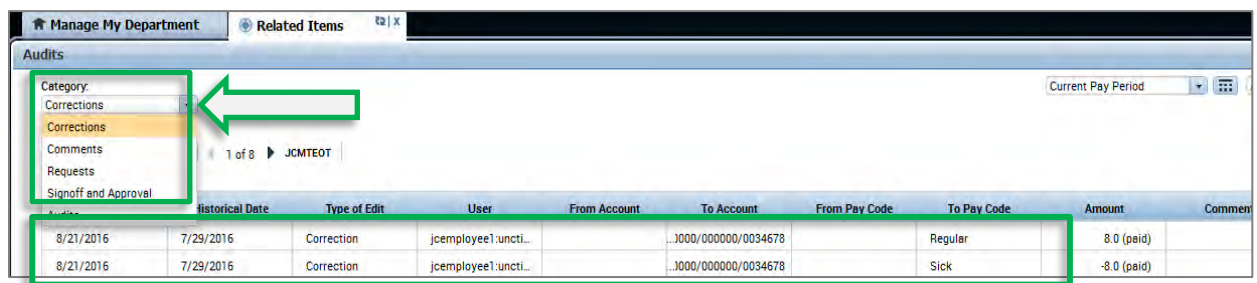 Manage My Department Related Items X
Audits
Category:
Corrections Current Pay Period
Corrections
Comments
1 of 8 JCMTEOT
Requests
Signoff and Approval
Audits Historical Date Type of Edit User From Account To Account From Pay Code To Pay Code Amount Commen
8/21/2016 7/29/2016 Correction jcemployee1:uncti... ...0000/000000/0034678 Regular 8.0 (paid)
8/21/2016 7/29/2016 Correction jcemployee1:uncti... ...0000/000000/0034678 Sick -8.0 (paid)